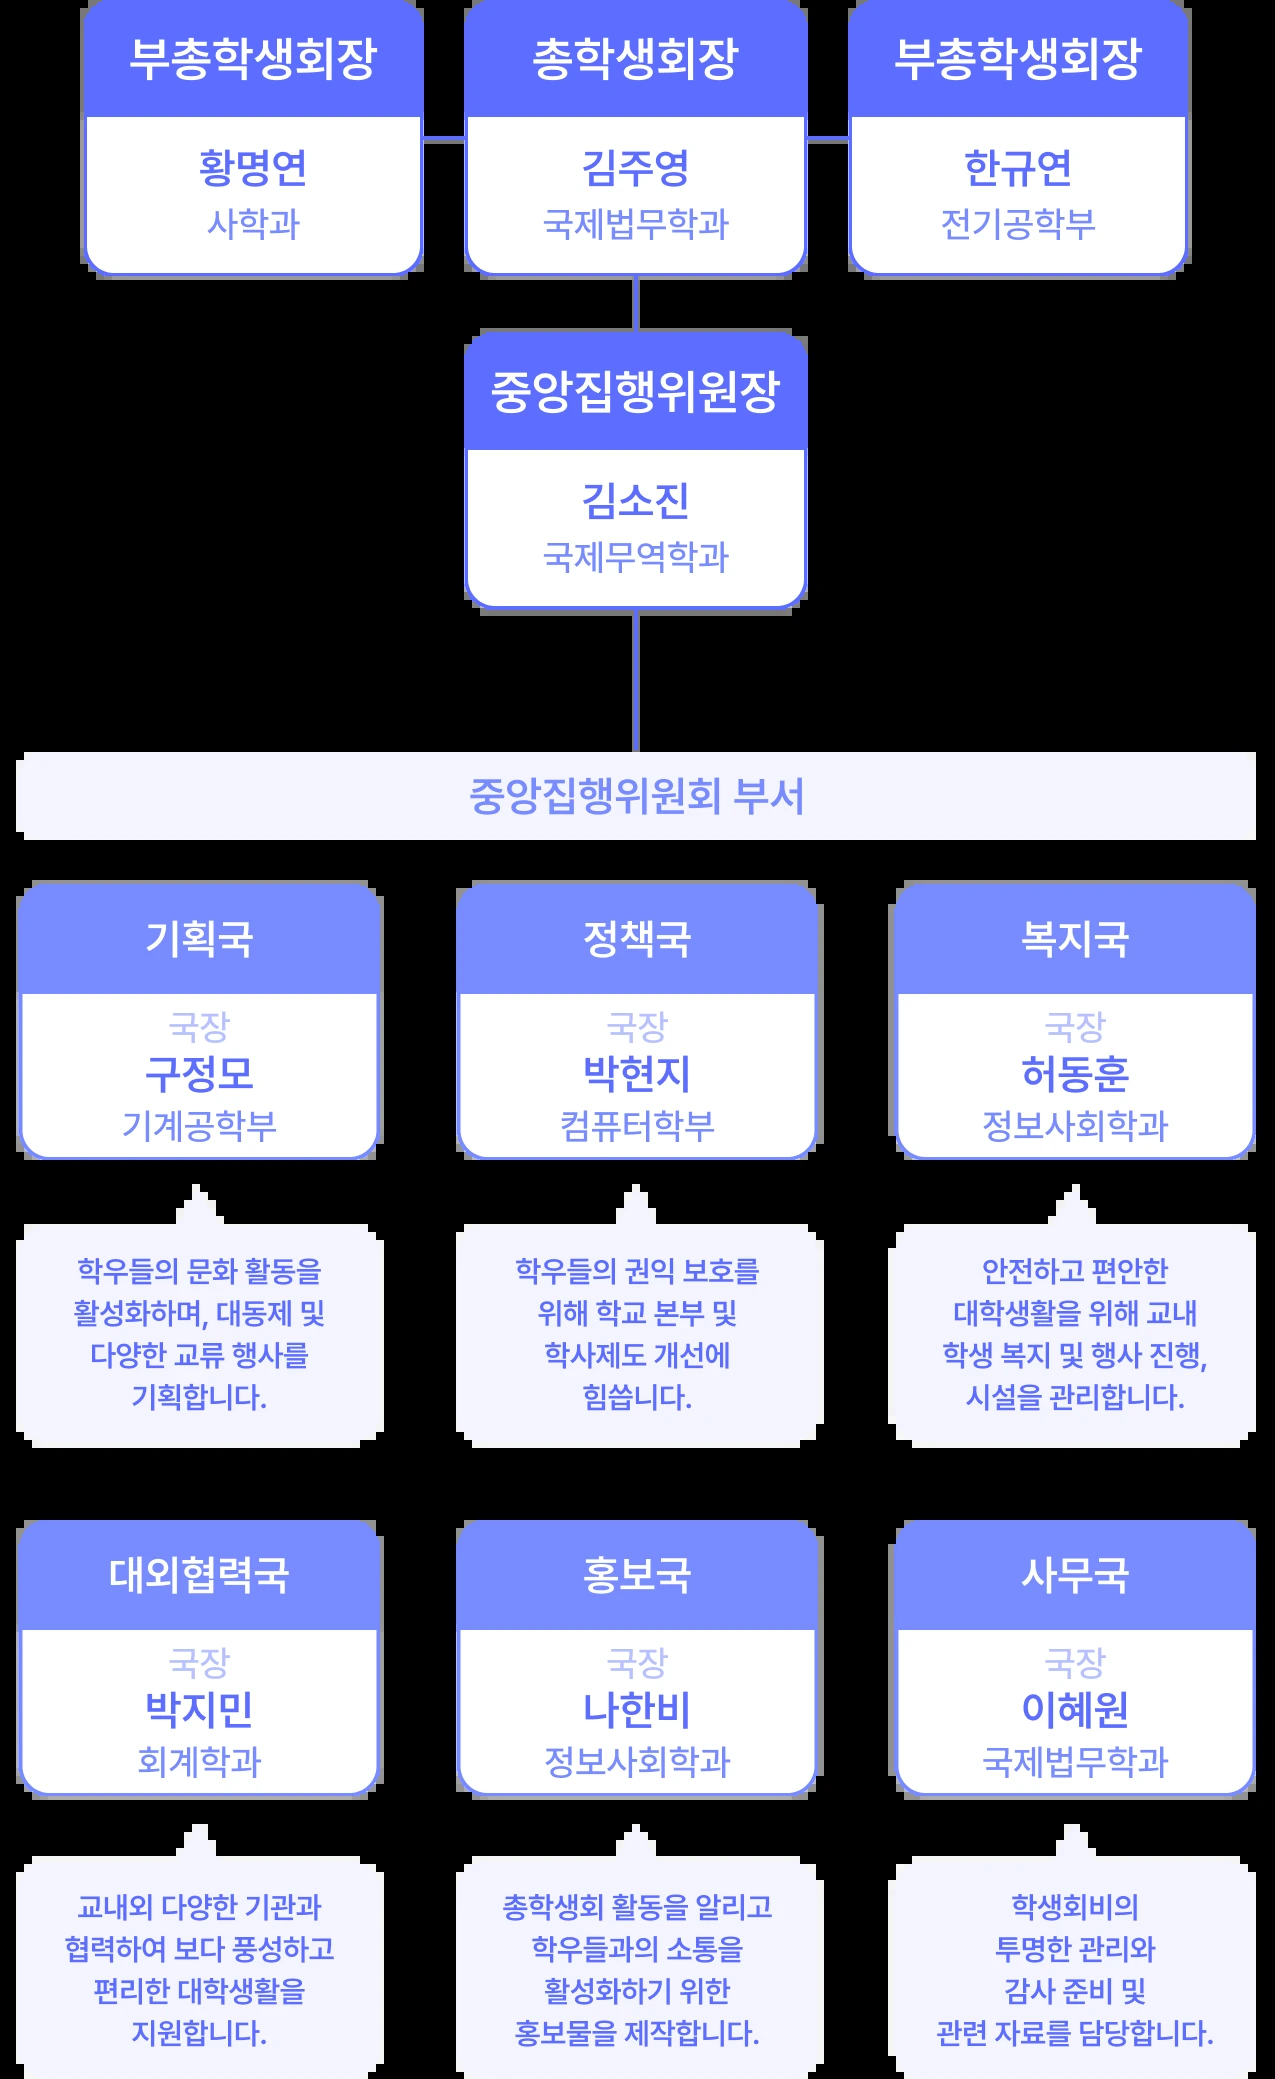 부총학생회장
황명연
사학과
총학생회장
김주영
국제법무학과
부총학생회장
한규연
전기공학부
중앙집행위원장
김소진
국제무역학과
중앙집행위원회 부서
기획국
국장
구정모
기계공학부
학우들의 문화 활동을
활성화하며, 대동제 및
다양한 교류 행사를
기획합니다.
정책국
국장
박현지
컴퓨터학부
학우들의 권익 보호를
위해 학교 본부 및
학사제도 개선에
힘씁니다.
복지국
국장
허동훈
정보사회학과
안전하고 편안한
대학생활을 위해 교내
학생 복지 및 행사 진행,
시설을 관리합니다.
대외협력국
국장
박지민
회계학과
교내외 다양한 기관과
협력하여 보다 풍성하고
편리한 대학생활을
지원합니다.
홍보국
국장
나한비
정보사회학과
총학생회 활동을 알리고
학우들과의 소통을
활성화하기 위한
홍보물을 제작합니다.
사무국
국장
이혜원
국제법무학과
학생회비의
투명한 관리와
감사 준비 및
관련 자료를 담당합니다.